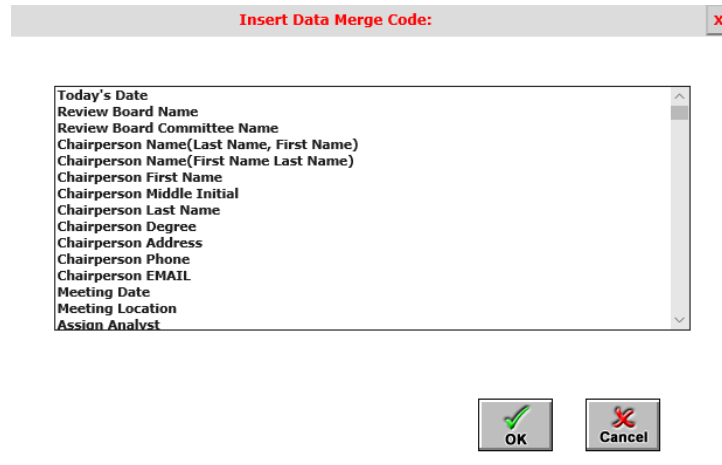 Insert Data Merge Code:
x
Today's Date
Review Board Name
Review Board Committee Name
Chairperson Name(Last Name, First Name)
Chairperson Name(First Name Last Name)
Chairperson First Name
Chairperson Middle Initial
Chairperson Last Name
Chairperson Degree
Chairperson Address
Chairperson Phone
Chairperson EMAIL
Meeting Date
Meeting Location
Assign Analyst
OK
Cancel